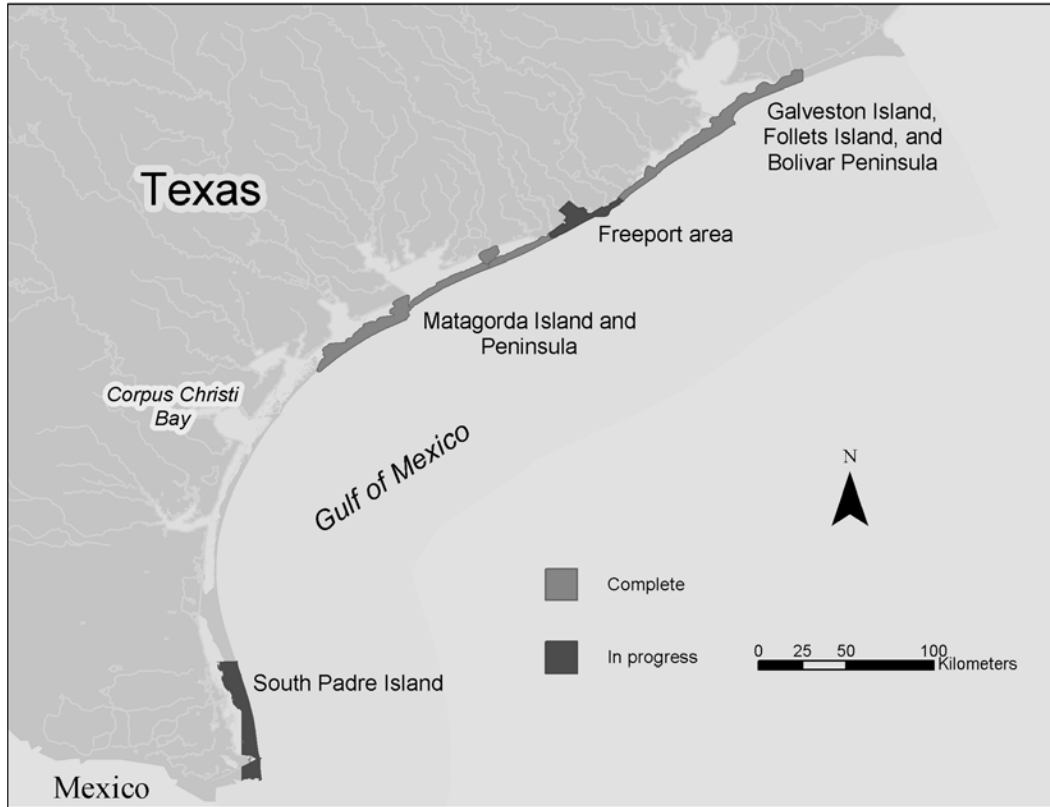 Galveston Island,
Follets Island, and
Bolivar Peninsula
Texas
Freeport area
Matagorda Island and
Peninsula
Corpus Christi
Bay
Gulf of Mexico
N
Complete
In progress
0 25 50 100
Kilometers
South Padre Island
Mexico